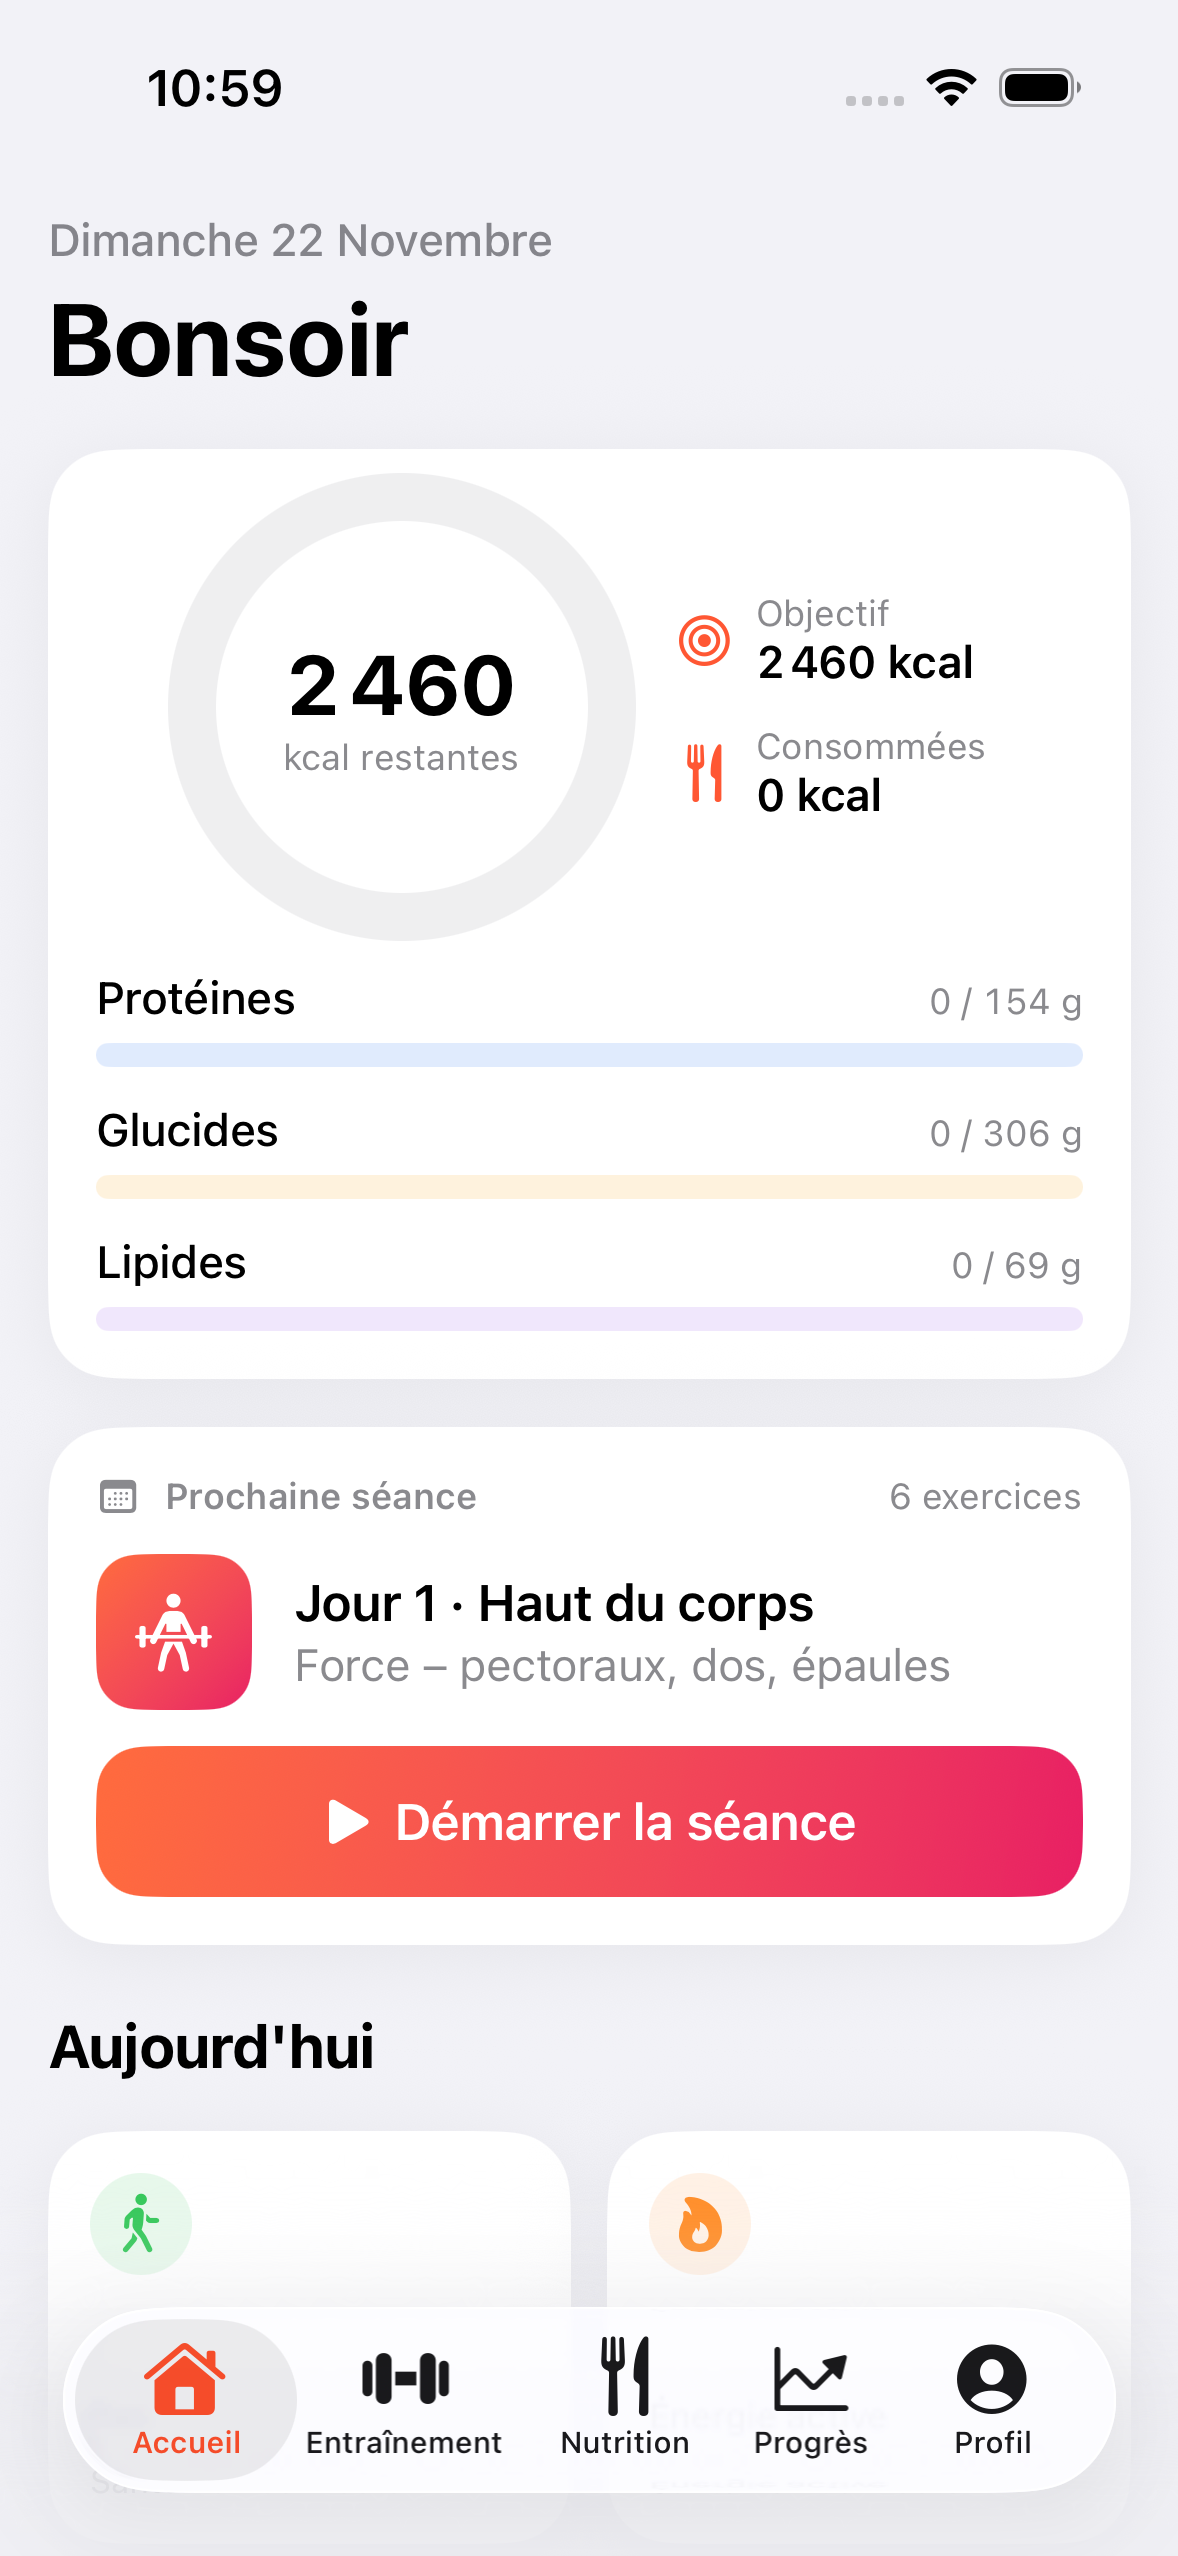 10:59
Dimanche 22 Novembre
Bonsoir
2 460
kcal restantes
Objectif
2 460 kcal
Consommées
0 kcal
Protéines
0 / 154 g
Glucides
0 / 306 g
Lipides
0 / 69 g
Prochaine séance
6 exercices
Jour 1 · Haut du corps
Force – pectoraux, dos, épaules
Démarrer la séance
Aujourd'hui
Énergie active
Accueil
Entraînement
Nutrition
Progrès
Profil